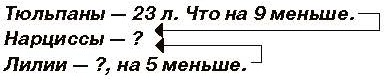 Тюльпаны — 23 л. Что на 9 меньше.
Нарциссы — ?
Лилии — ?, на 5 меньше.